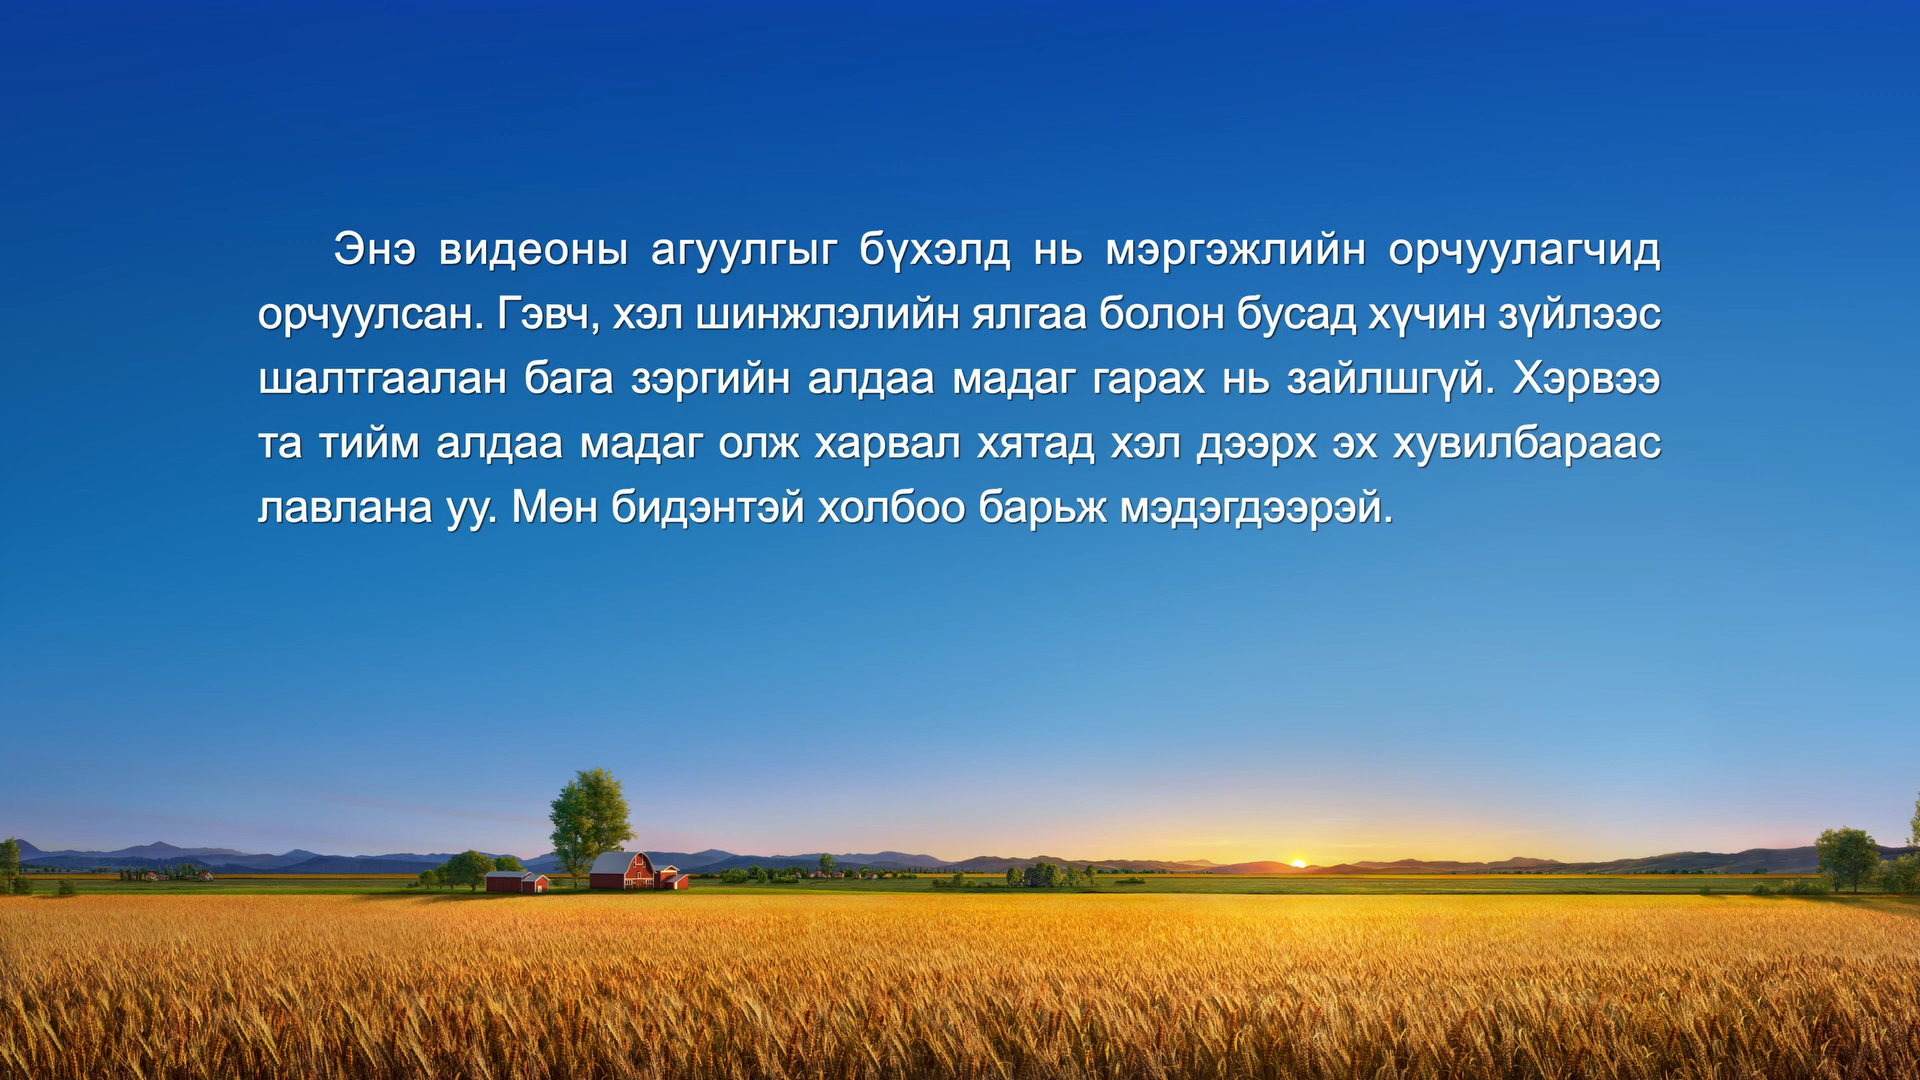 Энэ видеоны агуулгыг бүхэлд нь мэргэжлийн орчуулагчид
орчуулсан. Гэвч, хэл шинжлэлийн ялгаа болон бусад хүчин зүйлээс
шалтгаалан бага зэргийн алдаа мадаг гарах нь зайлшгүй. Хэрвээ
та тийм алдаа мадаг олж харвал хятад хэл дээрх эх хувилбараас
лавлана уу. Мөн бидэнтэй холбоо барьж мэдэгдээрэй.